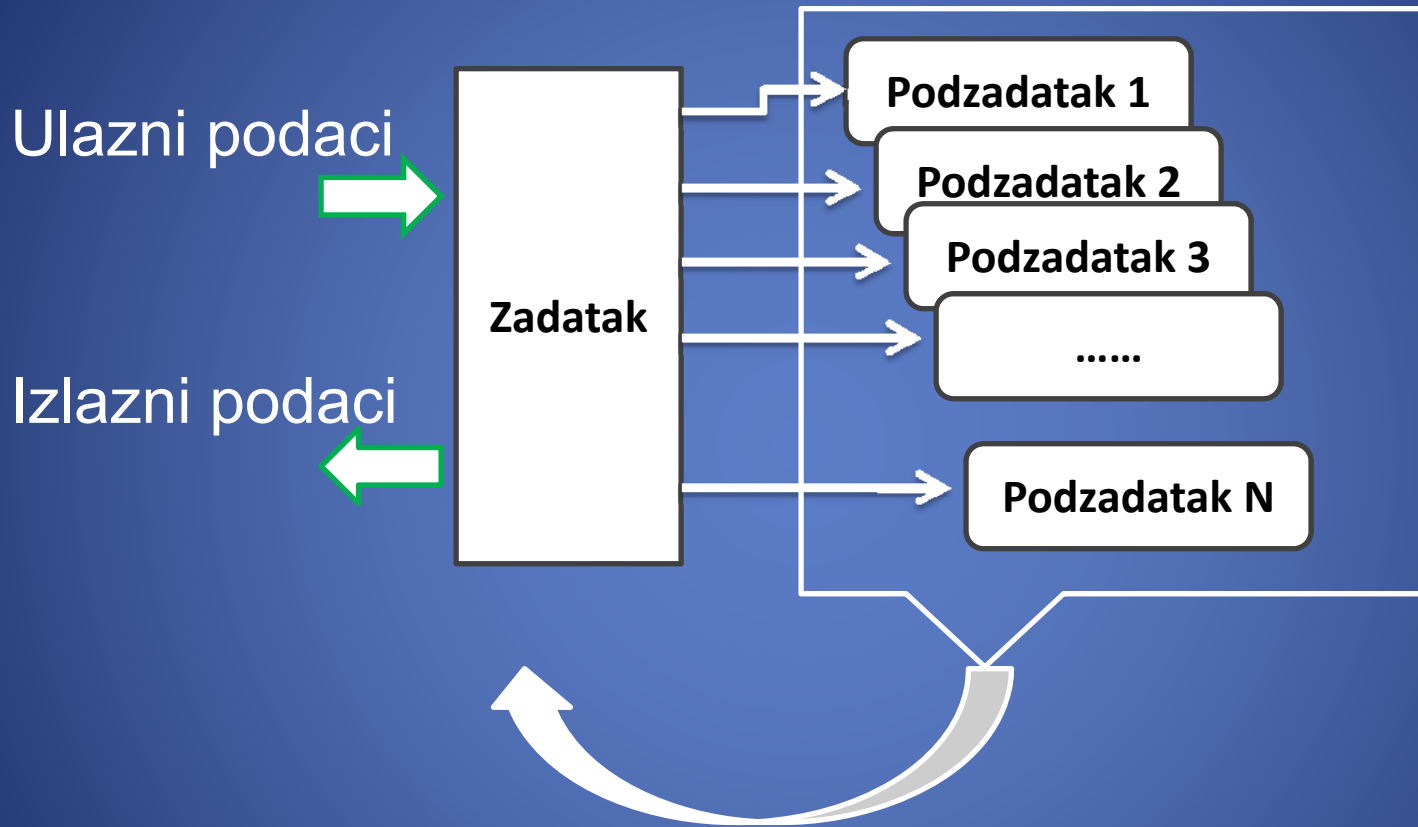 Ulazni podaci
Izlazni podaci
Zadatak
Podzadatak 1
Podzadatak 2
Podzadatak 3
……
Podzadatak N